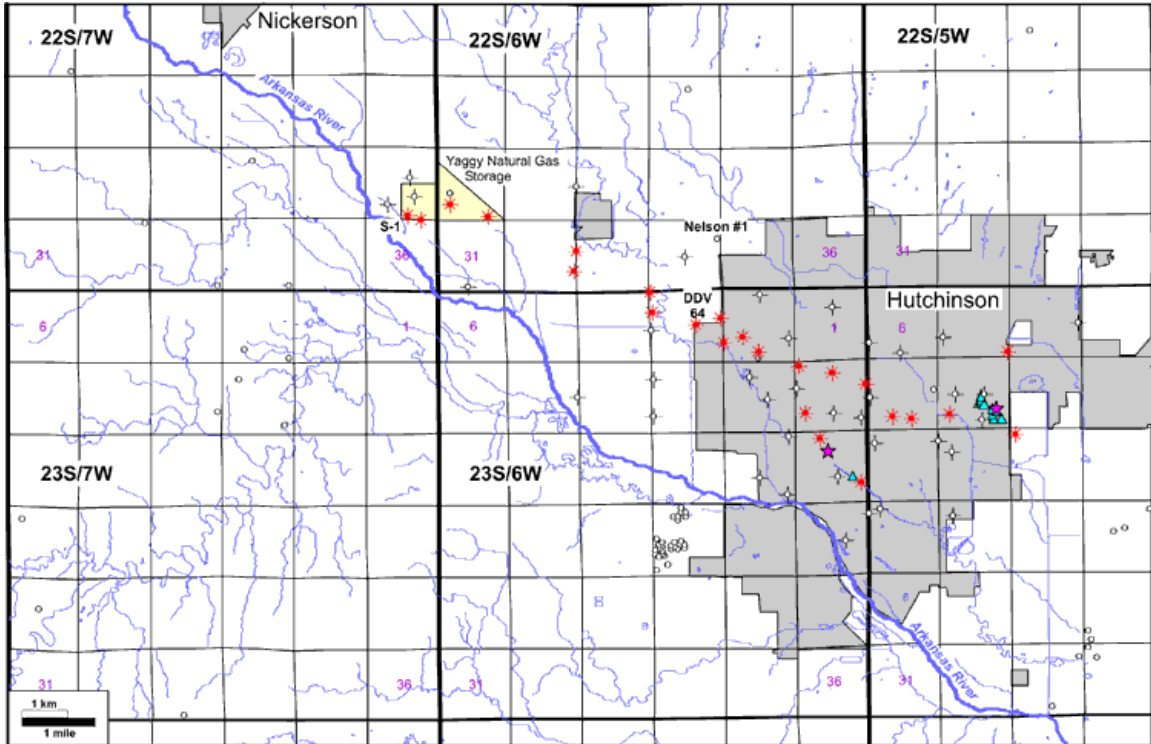 Nickerson
22S/7W
22S/6W
22S/5W
Arkansas River
Yaggy Natural Gas
Storage
S-1
Nelson #1
31
36
31
36
34
DDV
64
Hutchinson
6
1
6
1
6
23S/7W
23S/6W
Arkansas River
31
36
31
36
31
1 km
1 mile